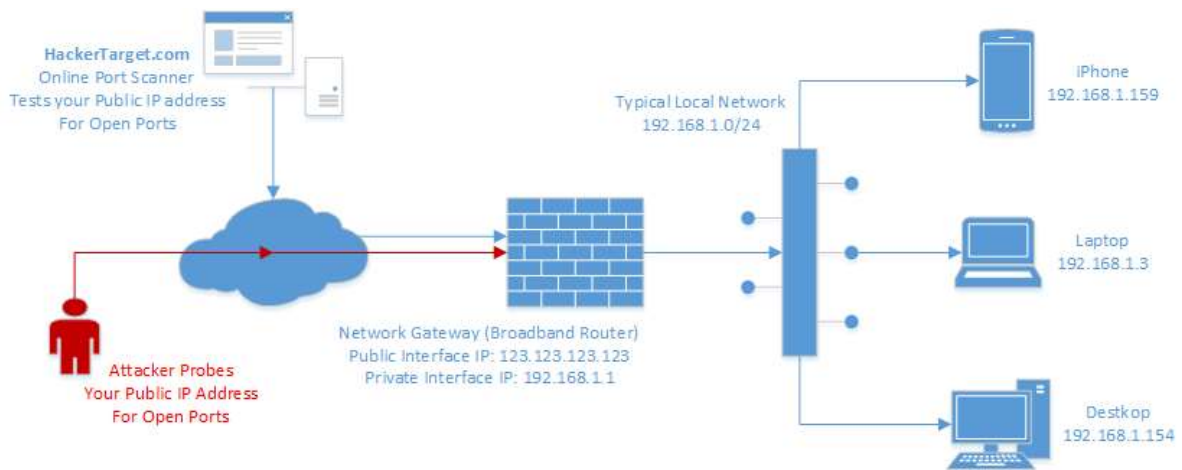 HackerTarget.com
Online Port Scanner
Tests your Public IP address
For Open Ports
Typical Local Network
192.168.1.0/24
iPhone
192.168.1.159
Laptop
192.168.1.3
Network Gateway (Broadband Router)
Public Interface IP: 123.123.123.123
Private Interface IP: 192.168.1.1
Attacker Probes
Your Public IP Address
For Open Ports
Destkop
192.168.1.154